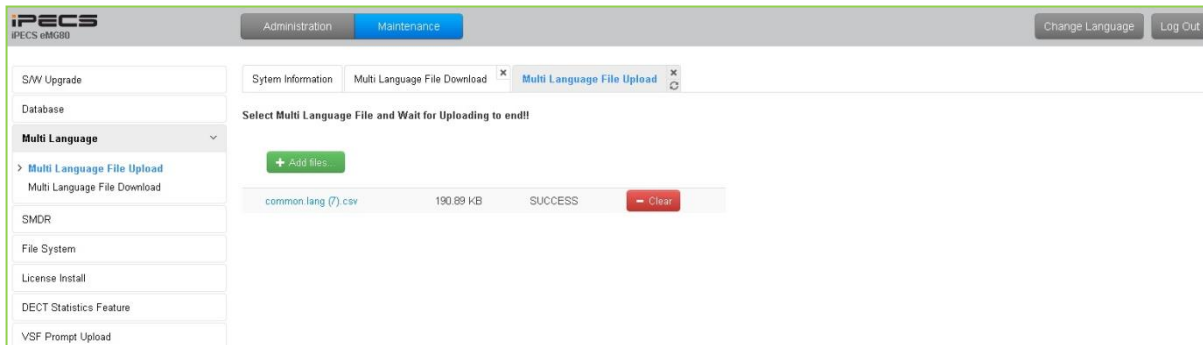 iPECS
iPECS eMG80
Administration
Maintenance
Change Language
Log Out
S/W Upgrade
Database
Multi Language
Multi Language File Upload
Multi Language File Download
SMDR
File System
License Install
DECT Statistics Feature
VSF Prompt Upload
Sytem Information
Multi Language File Download
Multi Language File Upload
Select Multi Language File and Wait for Uploading to end!!
+ Add files...
common.lang (7).csv 190.89 KB SUCCESS − Clear